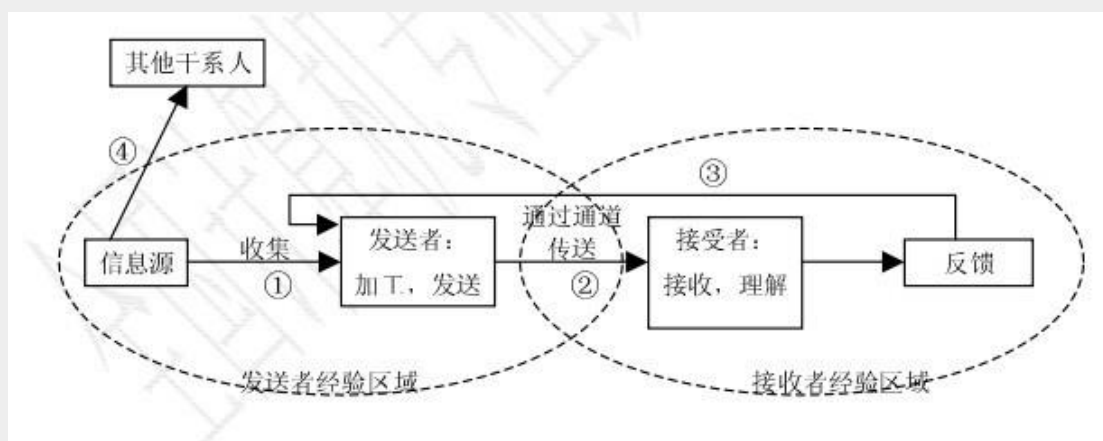 其他干系人
④
③
通过通道
发送者：
接受者：
收集
传送
信息源
反馈
①
加工，发送
②
接收，理解
发送者经验区域
接收者经验区域